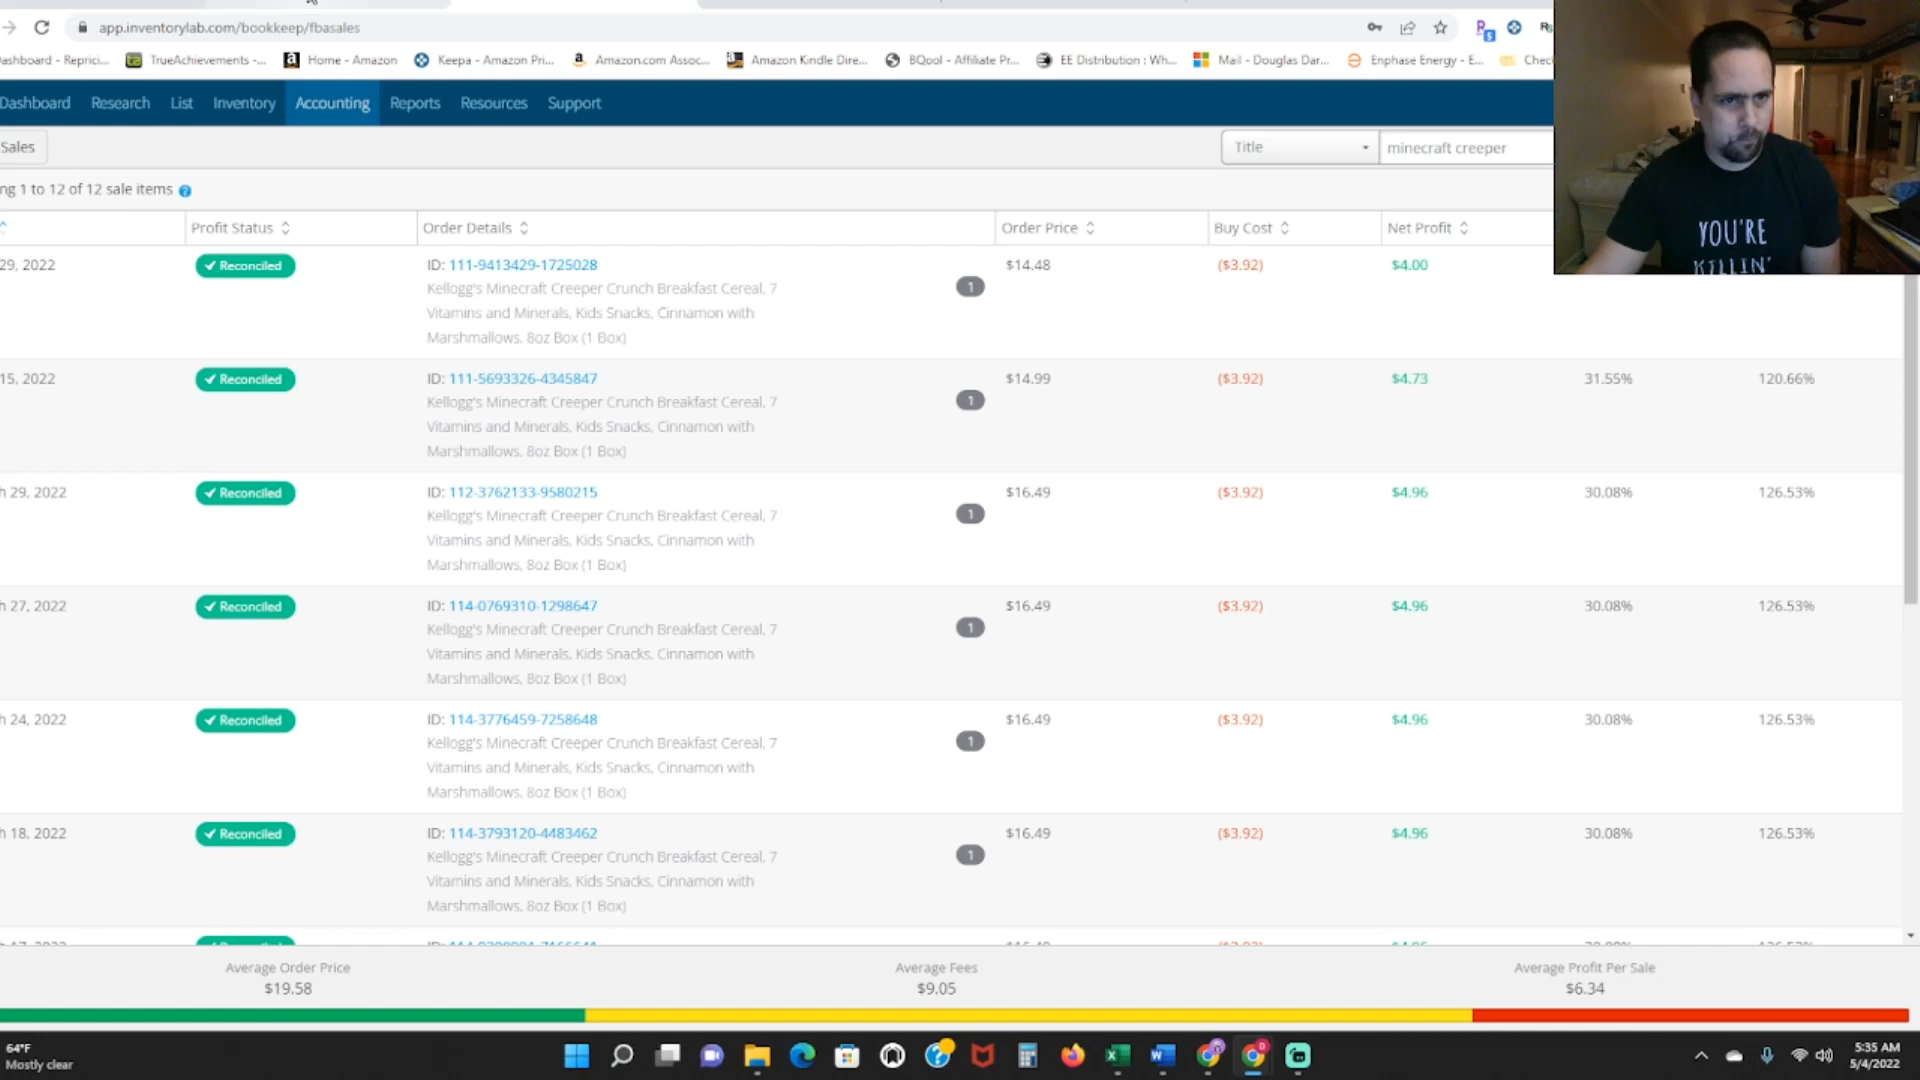 app.inventorylab.com/bookkeep/fbasales
ashboard - Reprici... TrueAchievements -... Home - Amazon Keepa - Amazon Pri... Amazon.com Assoc... Amazon Kindle Dire... BQool - Affiliate Pr... EE Distribution : Wh... Mail - Douglas Dar... Enphase Energy - E... Chec
Dashboard Research List Inventory Accounting Reports Resources Support
Sales Title minecraft creeper
ng 1 to 12 of 12 sale items
Profit Status Order Details Order Price Buy Cost Net Profit
29, 2022 Reconciled ID: 111-9413429-1725028 $14.48 ($3.92) $4.00
Kellogg's Minecraft Creeper Crunch Breakfast Cereal, 7 1
Vitamins and Minerals, Kids Snacks, Cinnamon with
Marshmallows, 8oz Box (1 Box)
15, 2022 Reconciled ID: 111-5693326-4345847 $14.99 ($3.92) $4.73 31.55% 120.66%
Kellogg's Minecraft Creeper Crunch Breakfast Cereal, 7 1
Vitamins and Minerals, Kids Snacks, Cinnamon with
Marshmallows, 8oz Box (1 Box)
h 29, 2022 Reconciled ID: 112-3762133-9580215 $16.49 ($3.92) $4.96 30.08% 126.53%
Kellogg's Minecraft Creeper Crunch Breakfast Cereal, 7 1
Vitamins and Minerals, Kids Snacks, Cinnamon with
Marshmallows, 8oz Box (1 Box)
h 27, 2022 Reconciled ID: 114-0769310-1298647 $16.49 ($3.92) $4.96 30.08% 126.53%
Kellogg's Minecraft Creeper Crunch Breakfast Cereal, 7 1
Vitamins and Minerals, Kids Snacks, Cinnamon with
Marshmallows, 8oz Box (1 Box)
h 24, 2022 Reconciled ID: 114-3776459-7258648 $16.49 ($3.92) $4.96 30.08% 126.53%
Kellogg's Minecraft Creeper Crunch Breakfast Cereal, 7 1
Vitamins and Minerals, Kids Snacks, Cinnamon with
Marshmallows, 8oz Box (1 Box)
h 18, 2022 Reconciled ID: 114-3793120-4483462 $16.49 ($3.92) $4.96 30.08% 126.53%
Kellogg's Minecraft Creeper Crunch Breakfast Cereal, 7 1
Vitamins and Minerals, Kids Snacks, Cinnamon with
Marshmallows, 8oz Box (1 Box)
Average Order Price Average Fees Average Profit Per Sale
$19.58 $9.05 $6.34
64°F
Mostly clear
5:35 AM
5/4/2022
YOU'RE
KILLIN'